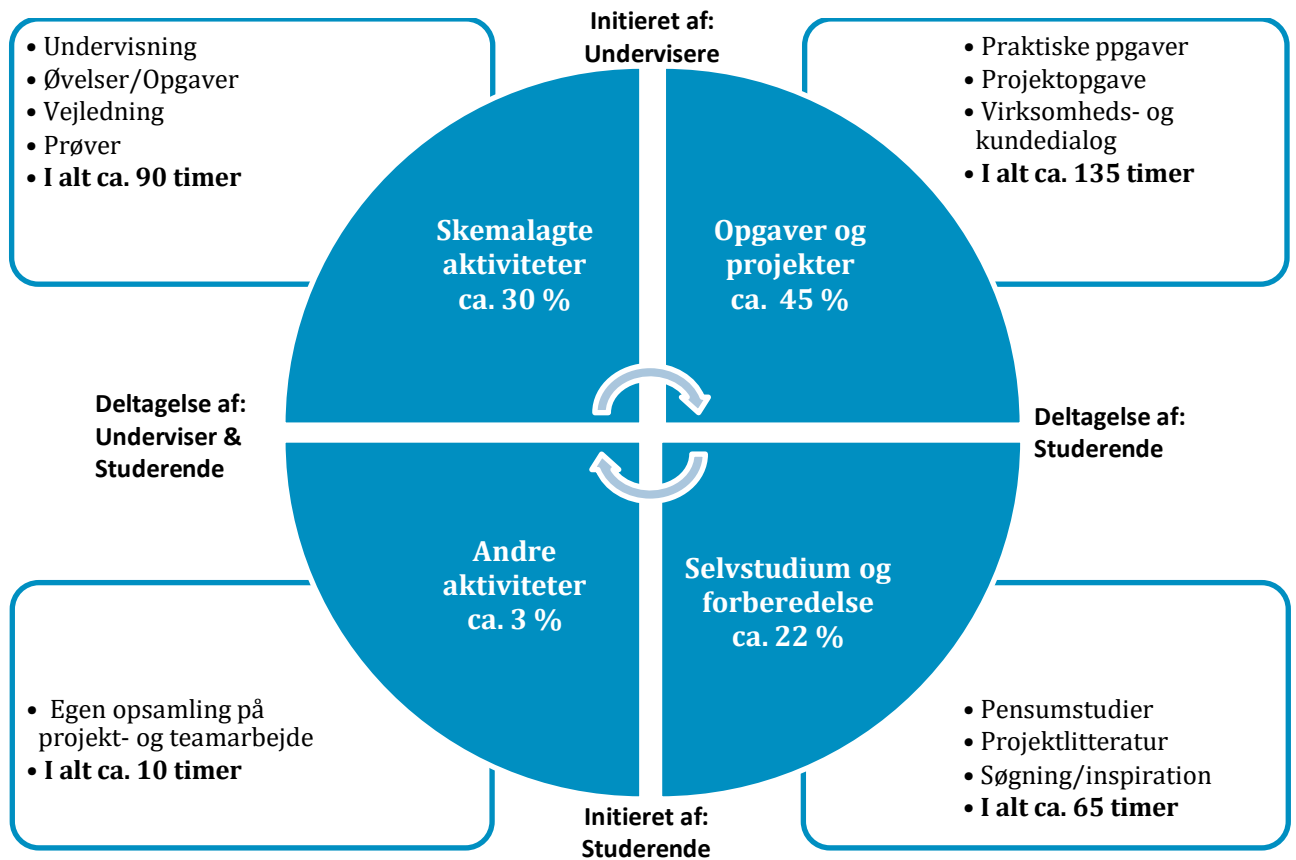 Initieret af:
Undervisere
• Undervisning
• Øvelser/Opgaver
• Vejledning
• Prøver
• I alt ca. 90 timer
• Praktiske ppgaver
• Projektopgave
• Virksomheds- og
kundedialog
• I alt ca. 135 timer
Skemalagte
aktiviteter
ca. 30 %
Opgaver og
projekter
ca. 45 %
Deltagelse af:
Underviser &
Studerende
Deltagelse af:
Studerende
Andre
aktiviteter
ca. 3 %
Selvstudium og
forberedelse
ca. 22 %
• Egen opsamling på
projekt- og teamarbejde
• I alt ca. 10 timer
• Pensumstudier
• Projektlitteratur
• Søgning/inspiration
• I alt ca. 65 timer
Initieret af:
Studerende